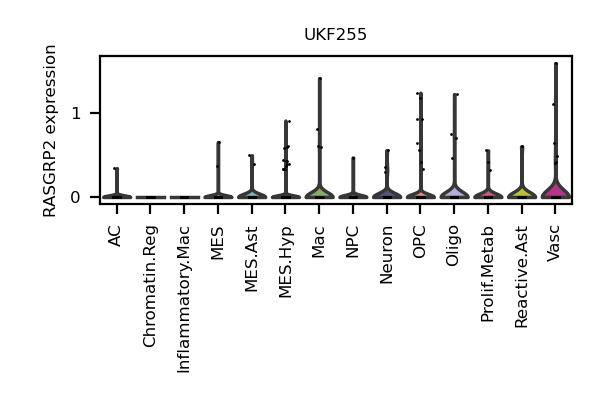 UKF255
RASGRP2 expression
1
0
AC
Chromatin.Reg
Inflammatory.Mac
MES
MES.Ast
MES.Hyp
Mac
NPC
Neuron
OPC
Oligo
Prolif.Metab
Reactive.Ast
Vasc